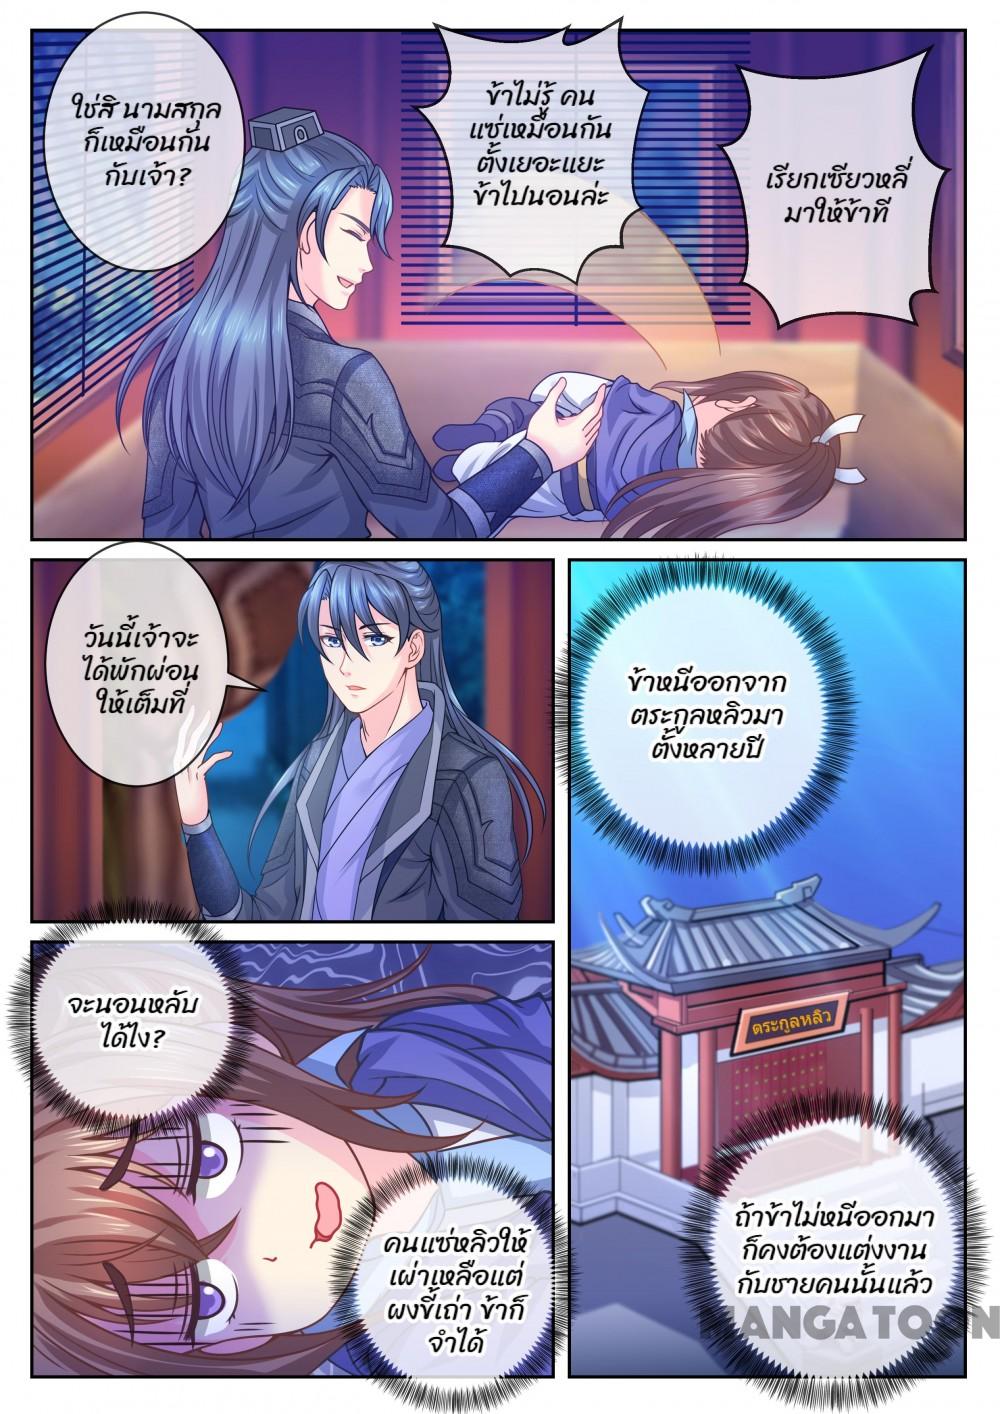 ใช่สิ นามสกุล
ก็เหมือนกัน
กับเจ้า?
ข้าไม่รู้ คน
แซ่เหมือนกัน
ตั้งเยอะแยะ
ข้าไปนอนล่ะ
เรียกเซียวหลี่
มาให้ข้าที
วันนี้เจ้าจะ
ได้พักผ่อน
ให้เต็มที่
ข้าหนีออกจาก
ตระกูลหลิวมา
ตั้งหลายปี
ตระกูลหลิว
ถ้าข้าไม่หนีออกมา
ก็คงต้องแต่งงาน
กับชายคนนั้นแล้ว
จะนอนหลับ
ได้ไง?
คนแซ่หลิวให้
เผ่าเหลือแต่
ผงขี้เถ่า ข้าก็
จำได้
MANGATOON